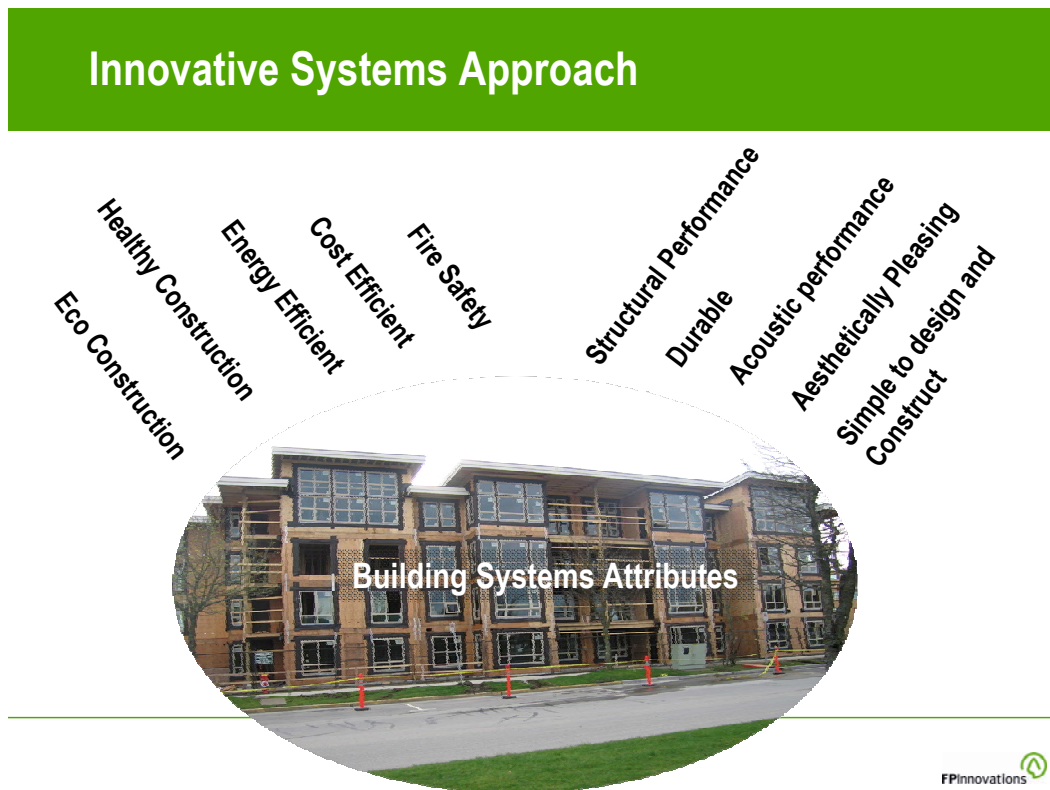 Innovative Systems Approach
Eco Construction
Healthy Construction
Energy Efficient
Cost Efficient
Fire Safety
Structural Performance
Durable
Acoustic performance
Aesthetically Pleasing
Simple to design and
Construct
Building Systems Attributes
FPInnovations